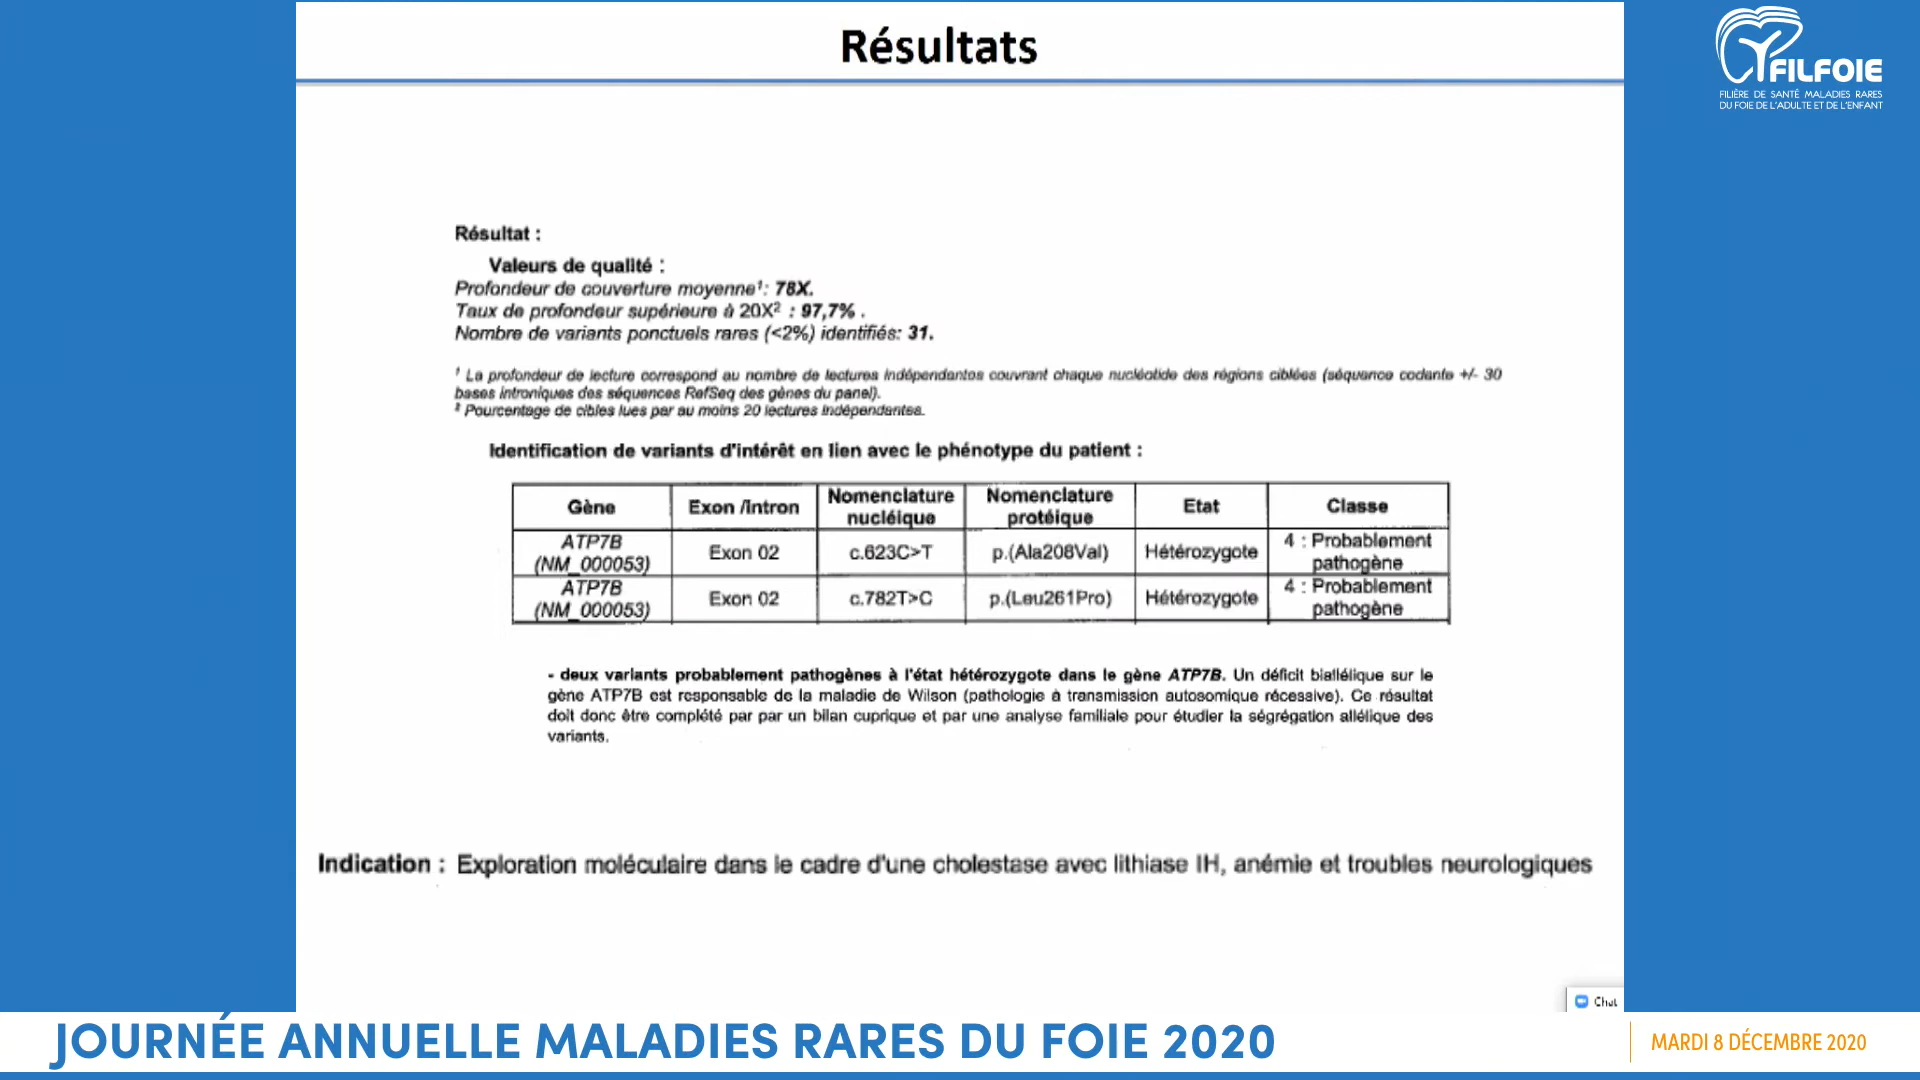 Résultats
FILFOIE
FILIÈRE DE SANTÉ MALADIES RARES
DU FOIE DE L'ADULTE ET DE L'ENFANT
Résultat :
Valeurs de qualité :
Profondeur de couverture moyenne¹: 78X.
Taux de profondeur supérieure à 20X² : 97,7% .
Nombre de variants ponctuels rares (<2%) identifiés: 31.
¹ La profondeur de lecture correspond au nombre de lectures indépendantes couvrant chaque nucléotide des régions ciblées (séquence codante +/- 30
bases introniques des séquences RefSeq des gènes du panel).
² Pourcentage de cibles lues par au moins 20 lectures indépendantes.
Identification de variants d'intérêt en lien avec le phénotype du patient :
Gène Exon /Intron Nomenclature nucléique Nomenclature protéique Etat Classe
ATP7B (NM_000053) Exon 02 c.623C>T p.(Ala208Val) Hétérozygote 4 : Probablement pathogène
ATP7B (NM_000053) Exon 02 c.782T>C p.(Leu261Pro) Hétérozygote 4 : Probablement pathogène
- deux variants probablement pathogènes à l'état hétérozygote dans le gène ATP7B. Un déficit biallélique sur le
gène ATP7B est responsable de la maladie de Wilson (pathologie à transmission autosomique récessive). Ce résultat
doit donc être complété par par un bilan cuprique et par une analyse familiale pour étudier la ségrégation allélique des
variants.
Indication : Exploration moléculaire dans le cadre d'une cholestase avec lithiase IH, anémie et troubles neurologiques
Chat
JOURNÉE ANNUELLE MALADIES RARES DU FOIE 2020
MARDI 8 DÉCEMBRE 2020